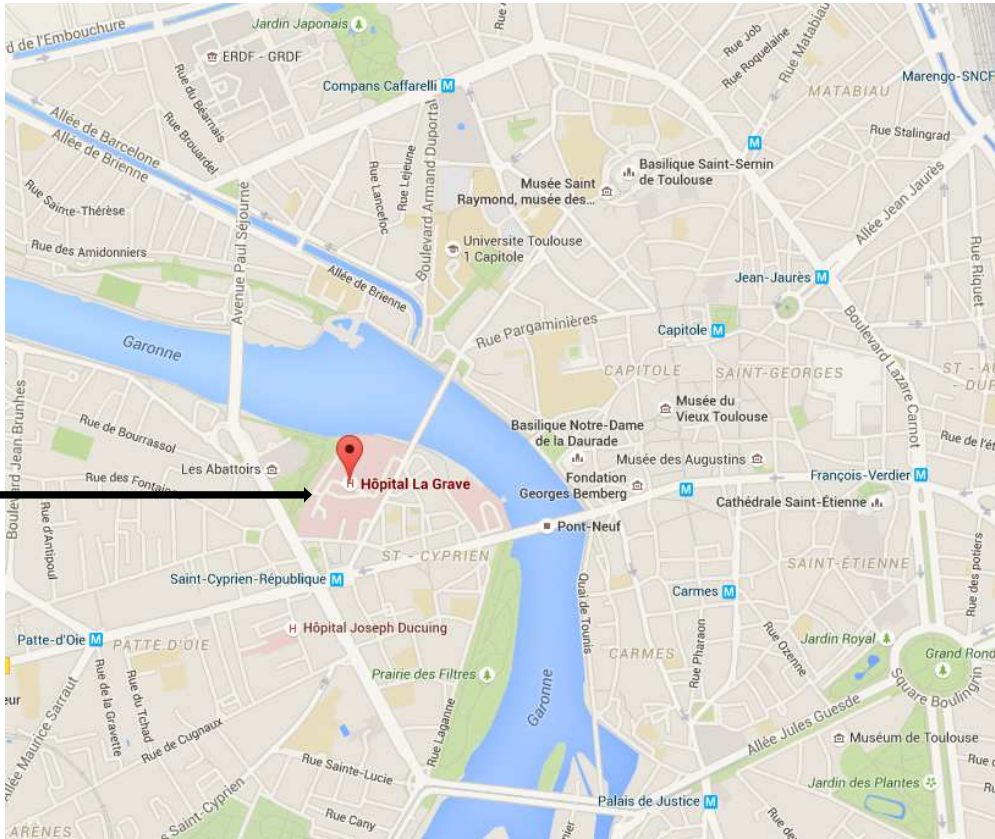 Jardin Japonais
d de l'Embouchure
ERDF - GRDF
Rue Job
Rue Roquelaine
Rue Matabiau
Marengo-SNCF
Compans Caffarelli
M
MATABIAU
Rue du Béarnais
Rue Brouardel
Allée de Barcelone
Allée de Brienne
Boulevard Armand Duportal
Rue Lancefoc
Rue Lejeune
Rue Stalingrad
M
Basilique Saint-Sernin
de Toulouse
Musée Saint
Raymond, musée des...
Allée Jean Jaurès
Rue Sainte-Thérèse
Rue des Amidonniers
Avenue Paul Séjourné
Universite Toulouse
1 Capitole
Allée de Brienne
Jean-Jaurès
M
Rue Riquet
Garonne
Rue Pargaminières
Capitole
M
Boulevard Lazare Carnot
CAPITOLE
SAINT-GEORGES
ST - AU
- DUP
Boulevard Jean Brunhes
Rue de Bourrassol
Musée du
Vieux Toulouse
Basilique Notre-Dame
de la Daurade
Les Abattoirs
Rue des Fontain
H
Hôpital La Grave
Musée des Augustins
Rue de l'ét
Fondation
Georges Bemberg
M
François-Verdier
M
Cathédrale Saint-Étienne
Pont-Neuf
Rue d'Antipoul
ST - CYPRIEN
Saint-Cyprien-République
M
SAINT-ÉTIENNE
Rue des potiers
Quai de Tounis
Carmes
M
H
Hôpital Joseph Ducuing
Patte-d'Oie
M
PATTE D'OIE
Jardin Royal
Grand Rond
CARMES
Rue Pharaon
Rue Ozenne
Prairie des Filtres
Square Boulingrin
eur
Allée Maurice Sarraut
Rue de la Gravette
Rue du Tchad
Rue de Cugnaux
Garonne
Rue Laganne
Allée Jules Guesde
Muséum de Toulouse
Rue Sainte-Lucie
Jardin des Plantes
St-Cyprien
Palais de Justice
M
ARENES
Rue Cany